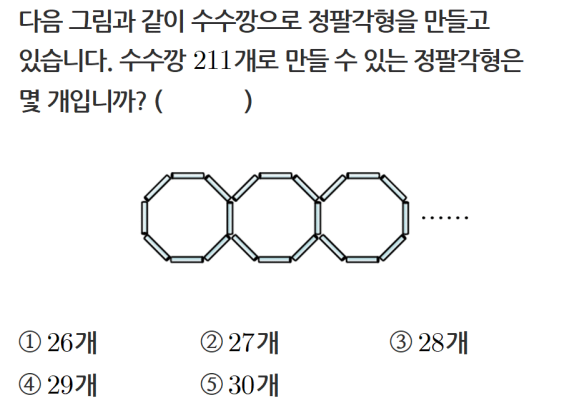 다음 그림과 같이 수수깡으로 정팔각형을 만들고
있습니다. 수수깡 211개로 만들 수 있는 정팔각형은
몇 개입니까? (          )
······
① 26개 ② 27개 ③ 28개
④ 29개 ⑤ 30개